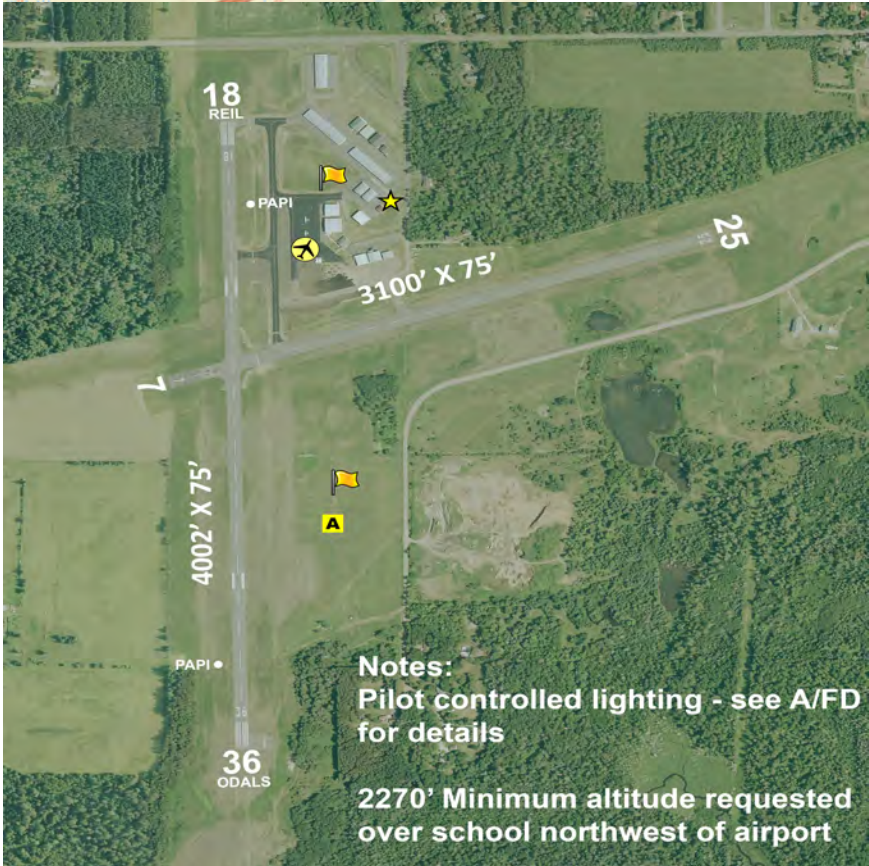 18
REIL
PAPI
25
3100' X 75'
7
4002' X 75'
A
PAPI
Notes:
Pilot controlled lighting - see A/FD
for details
36
ODALS
2270' Minimum altitude requested
over school northwest of airport